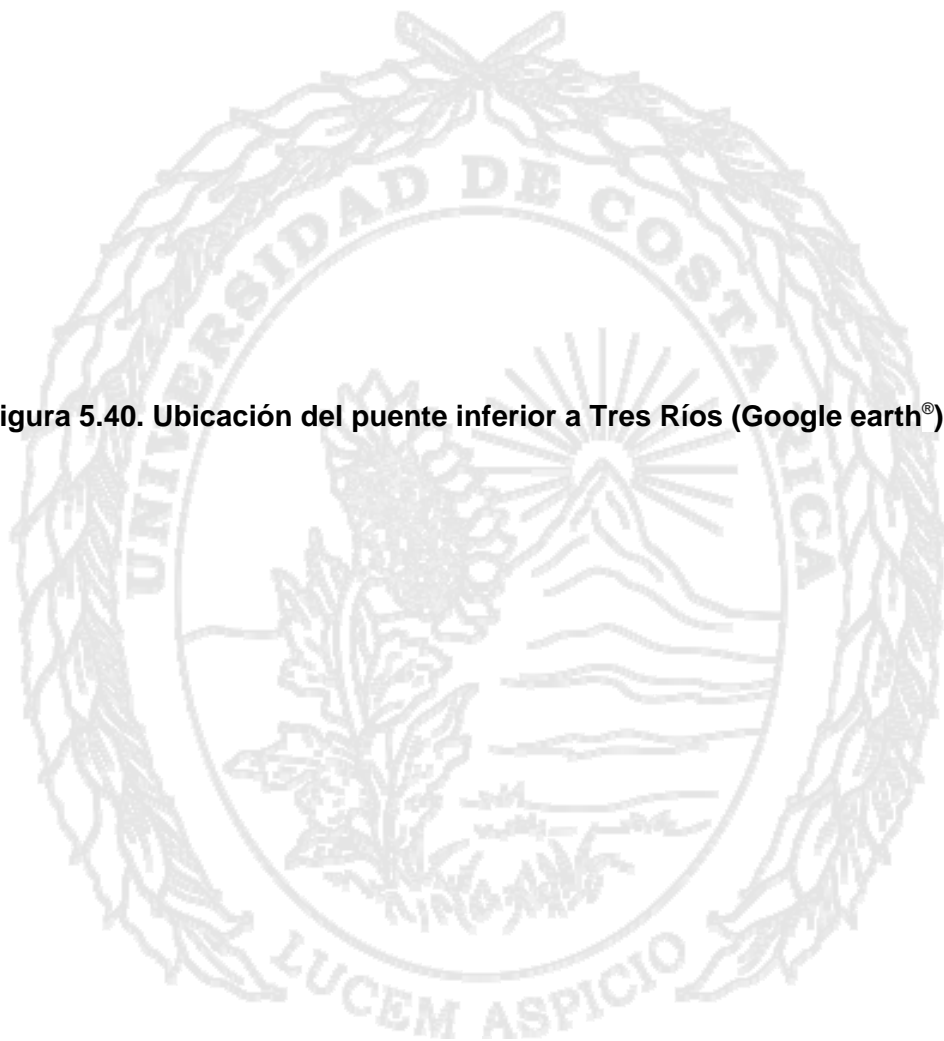 UNIVERSIDAD DE COSTA RICA
igura 5.40. Ubicación del puente inferior a Tres Ríos (Google earth®)
LUCEM ASPICIO